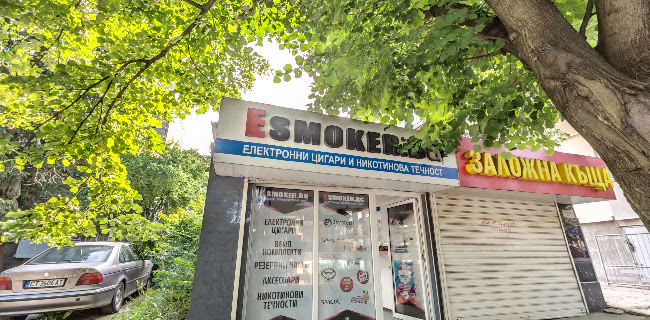 ESMOKER.BG
ЕЛЕКТРОННИ ЦИГАРИ И НИКОТИНОВА ТЕЧНОСТ
ЗАЛОЖНА КЪЩА
SMOKER.BG
ESMOKER.BG
ЕЛЕКТРОННИ
ЦИГАРИ
ВЕЙП
КОМПЛЕКТИ
РЕЗЕРВНИ ЧАСТИ
АКСЕСОАРИ
НИКОТИНОВИ
ТЕЧНОСТИ